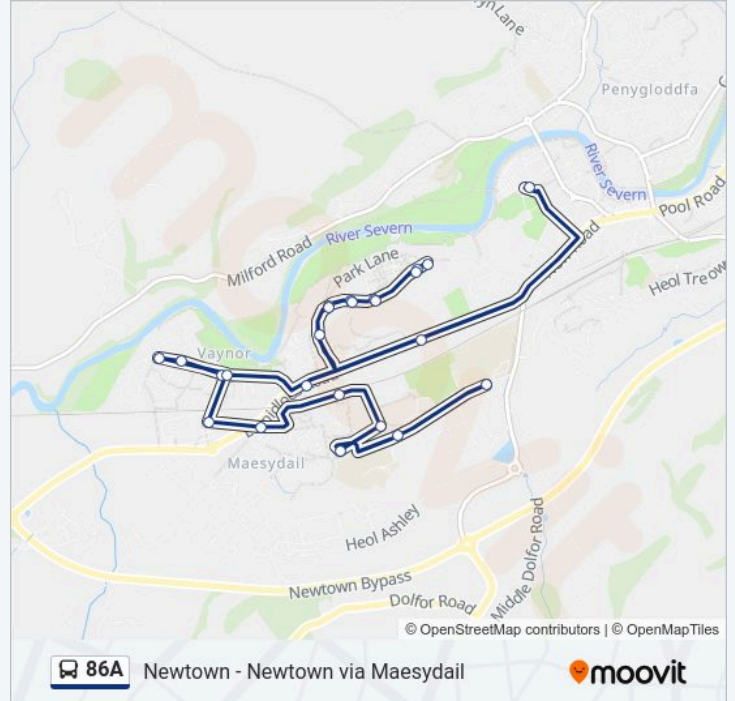 Penygloddfa
River Severn
Pool Road
River Severn
Milford Road
Park Lane
Heol Treow
Vaynor
Maesydail
Heol Ashley
Middle Dolfor Road
Newtown Bypass
Dolfor Road
© OpenStreetMap contributors | © OpenMapTiles
86A Newtown - Newtown via Maesydail moovit